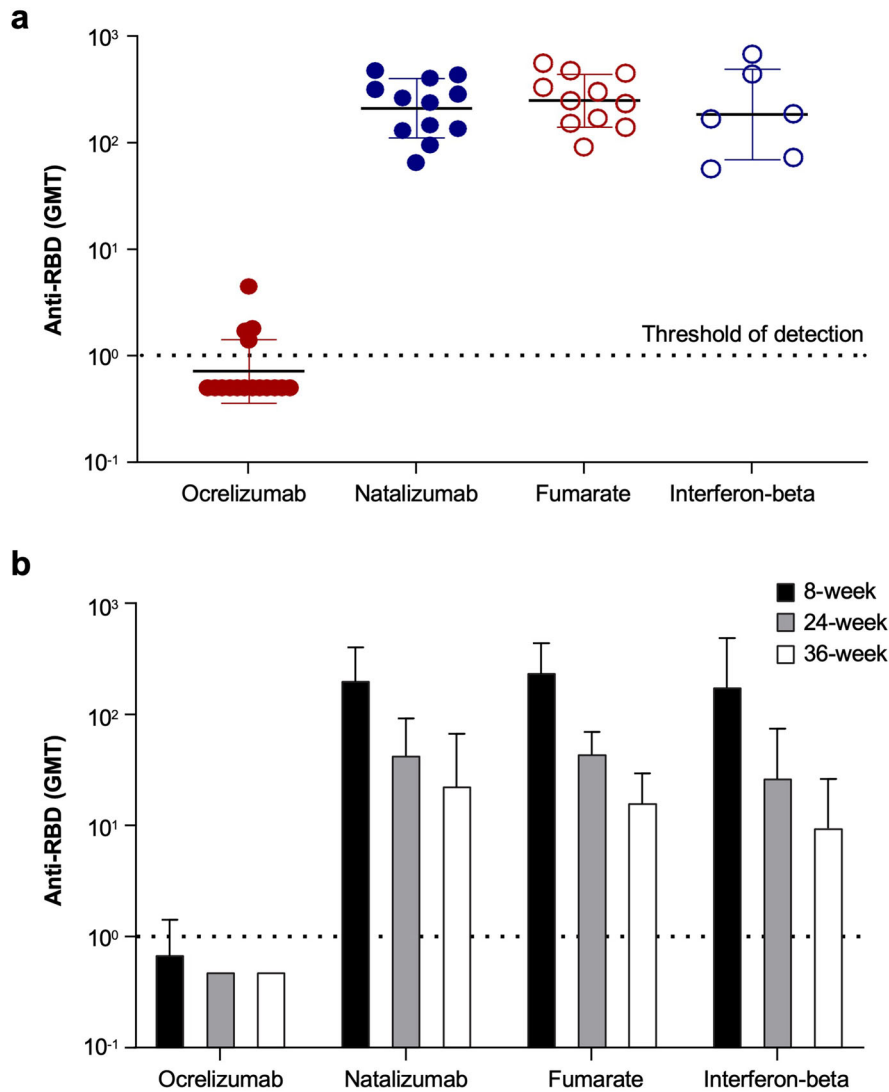 a
Anti-RBD (GMT)
10³
10²
10¹
10⁰
10⁻¹
Threshold of detection
Ocrelizumab Natalizumab Fumarate Interferon-beta
b
Anti-RBD (GMT)
10³
10²
10¹
10⁰
10⁻¹
8-week
24-week
36-week
Ocrelizumab Natalizumab Fumarate Interferon-beta